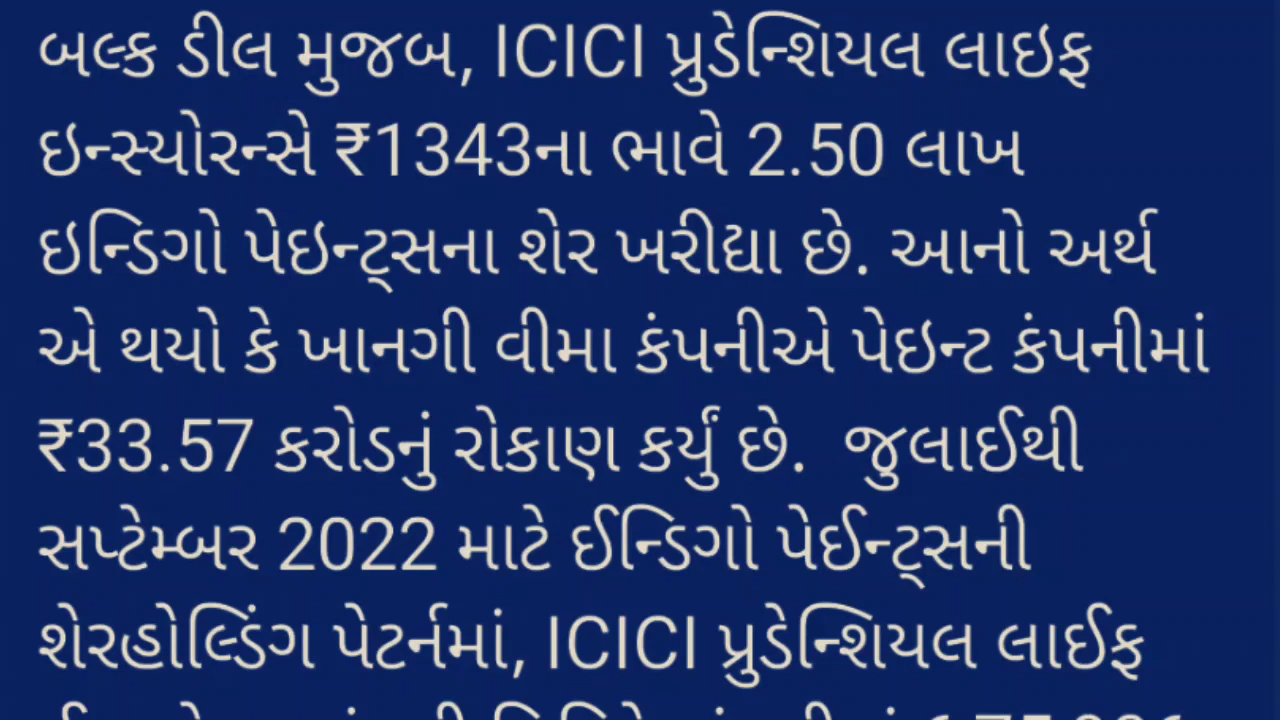 બલ્ક ડીલ મુજબ, ICICI પ્રુડેન્શિયલ લાઇફ
ઇન્સ્યોરન્સે ₹1343ના ભાવે 2.50 લાખ
ઇન્ડિગો પેઇન્ટ્સના શેર ખરીદ્યા છે. આનો અર્થ
એ થયો કે ખાનગી વીમા કંપનીએ પેઇન્ટ કંપનીમાં
₹33.57 કરોડનું રોકાણ કર્યું છે. જુલાઈથી
સપ્ટેમ્બર 2022 માટે ઈન્ડિગો પેઈન્ટ્સની
શેરહોલ્ડિંગ પેટર્નમાં, ICICI પ્રુડેન્શિયલ લાઈફ